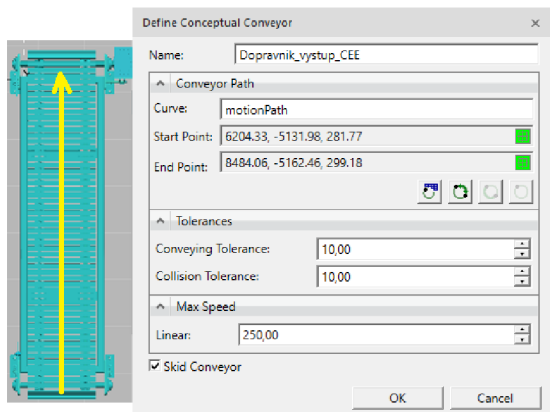 Define Conceptual Conveyor
Name: Dopravnik_vystup_CEE
Conveyor Path
Curve: motionPath
Start Point: 6204.33, -5131.98, 281.77
End Point: 8484.06, -5162.46, 299.18
Tolerances
Conveying Tolerance: 10,00
Collision Tolerance: 10,00
Max Speed
Linear: 250,00
Skid Conveyor
OK Cancel